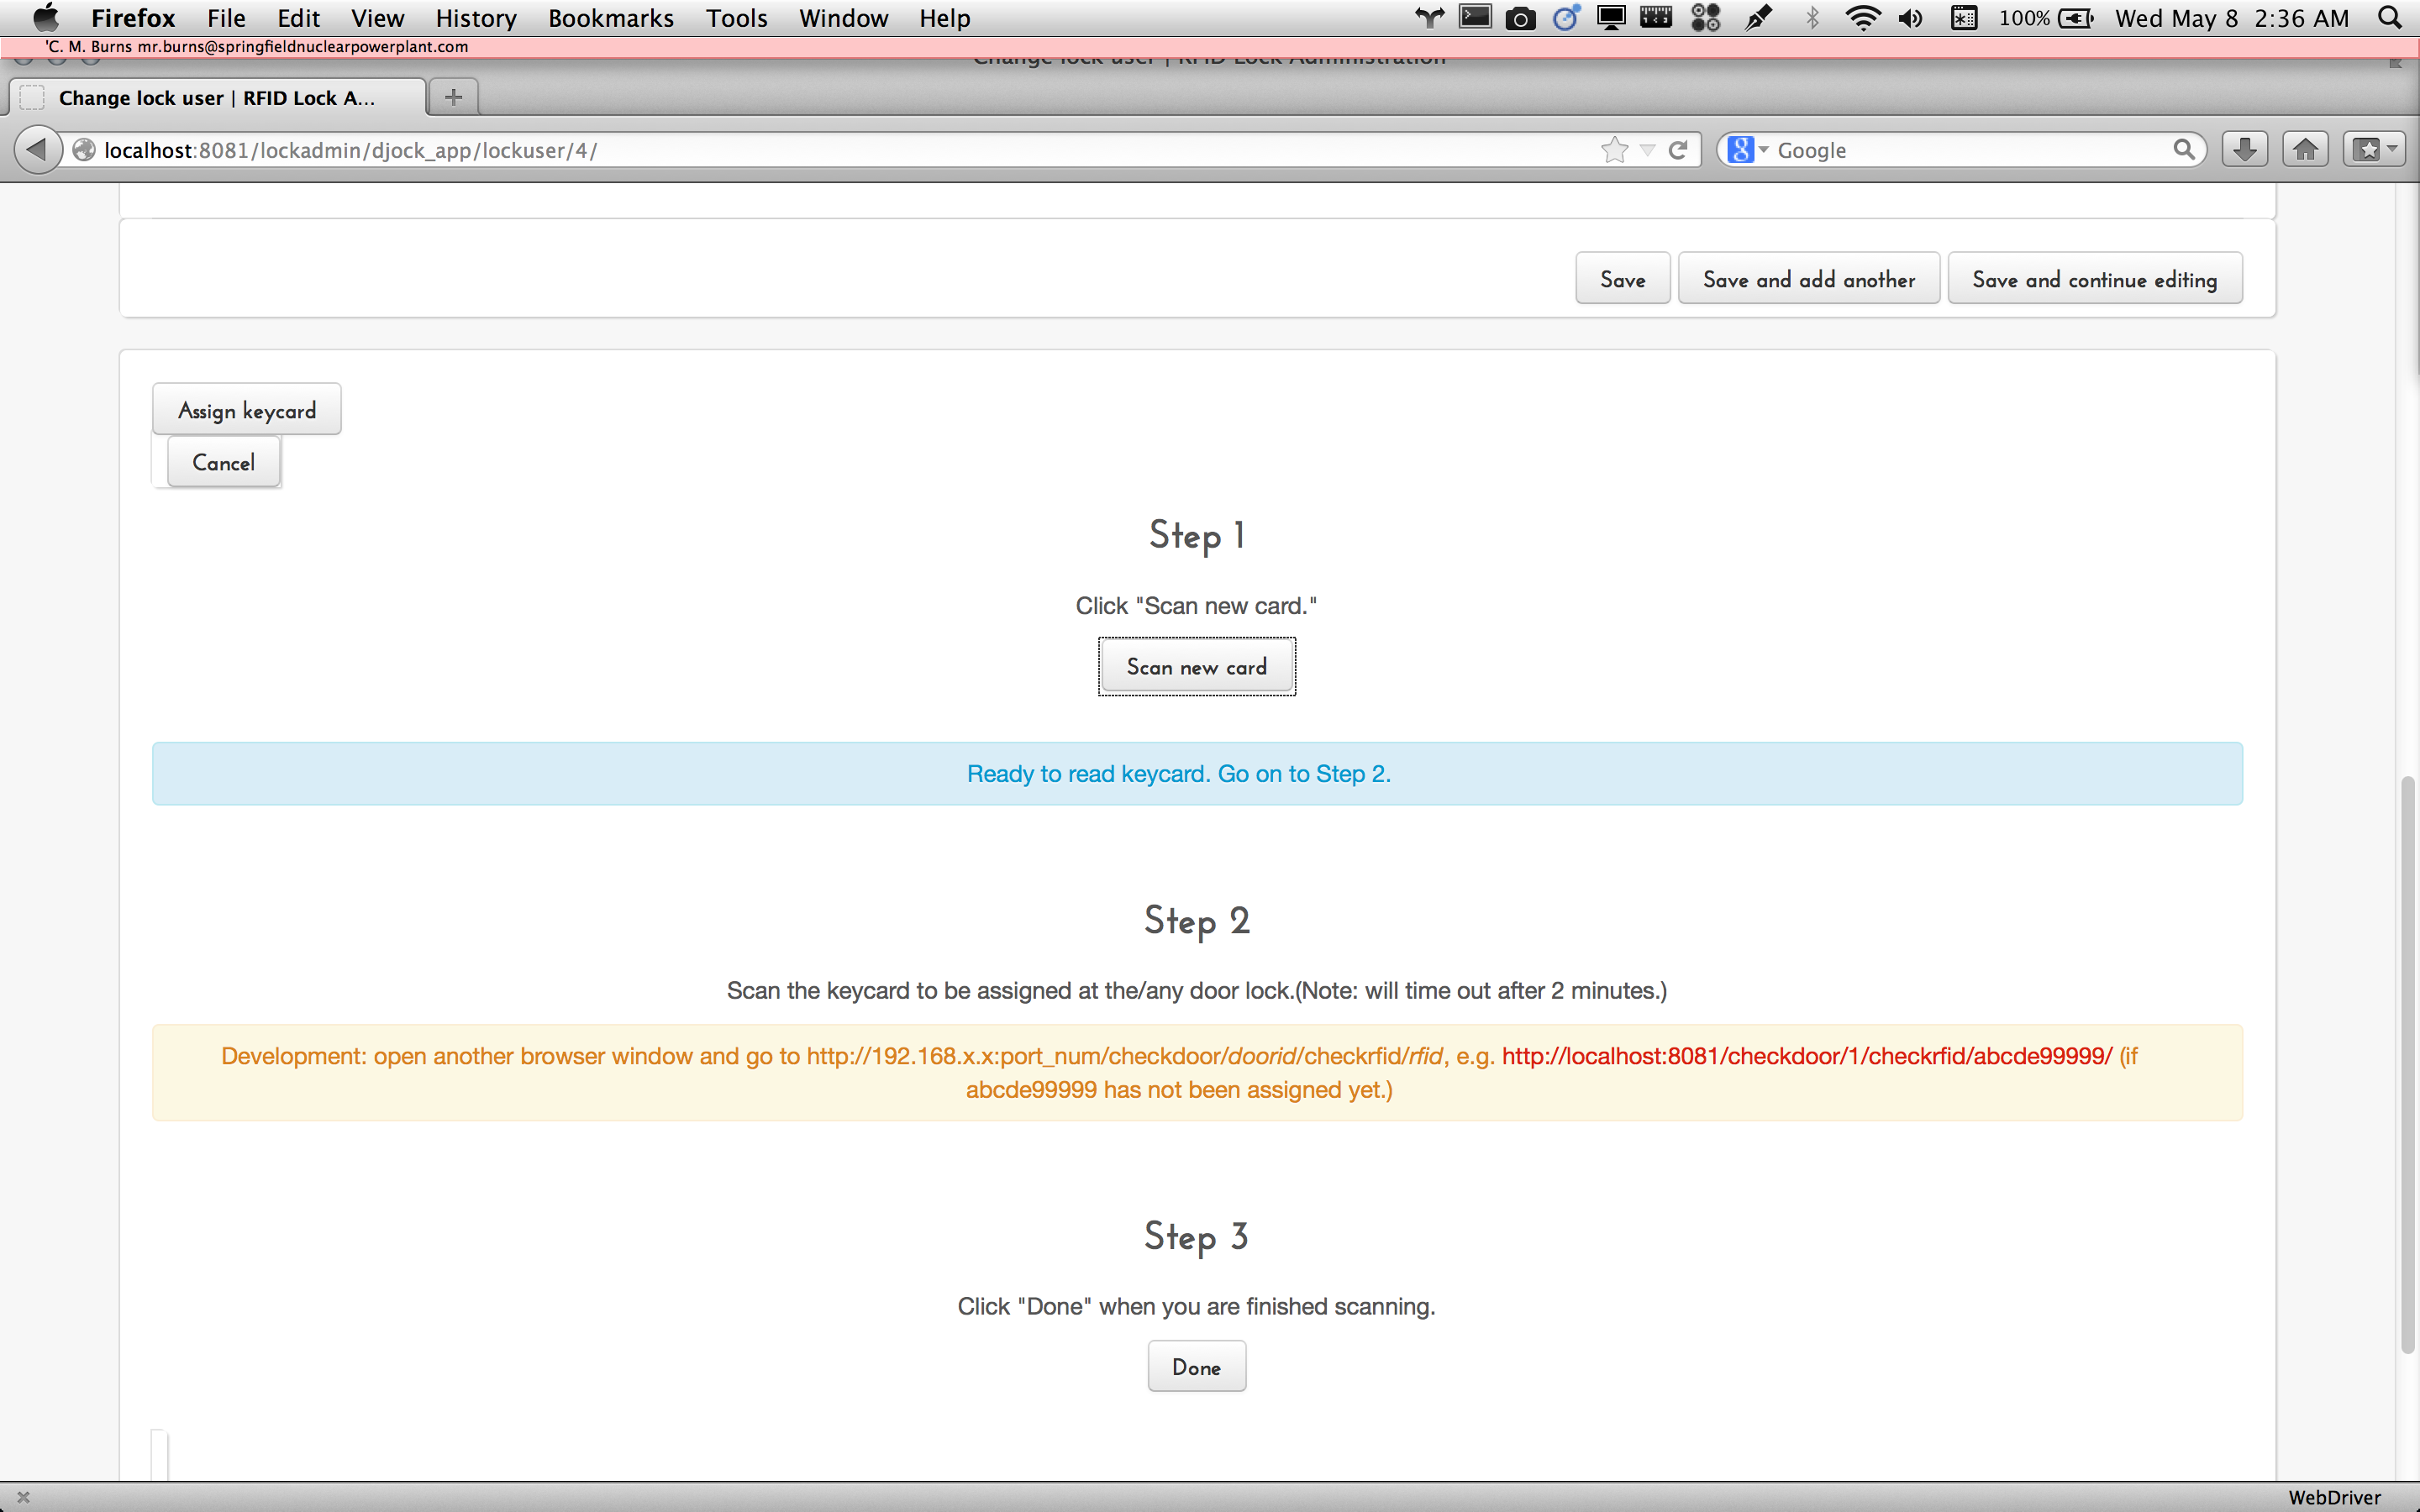 Firefox File Edit View History Bookmarks Tools Window Help 100% Wed May 8 2:36 AM
'C. M. Burns mr.burns@springfieldnuclearpowerplant.com
Change lock user | RFID Lock Administration
Change lock user | RFID Lock A...
localhost:8081/lockadmin/djock_app/lockuser/4/ Google
Save Save and add another Save and continue editing
Assign keycard
Cancel
Step 1
Click "Scan new card."
Scan new card
Ready to read keycard. Go on to Step 2.
Step 2
Scan the keycard to be assigned at the/any door lock.(Note: will time out after 2 minutes.)
Development: open another browser window and go to http://192.168.x.x:port_num/checkdoor/doorid/checkrfid/rfid, e.g. http://localhost:8081/checkdoor/1/checkrfid/abcde99999/ (if
abcde99999 has not been assigned yet.)
Step 3
Click "Done" when you are finished scanning.
Done
WebDriver